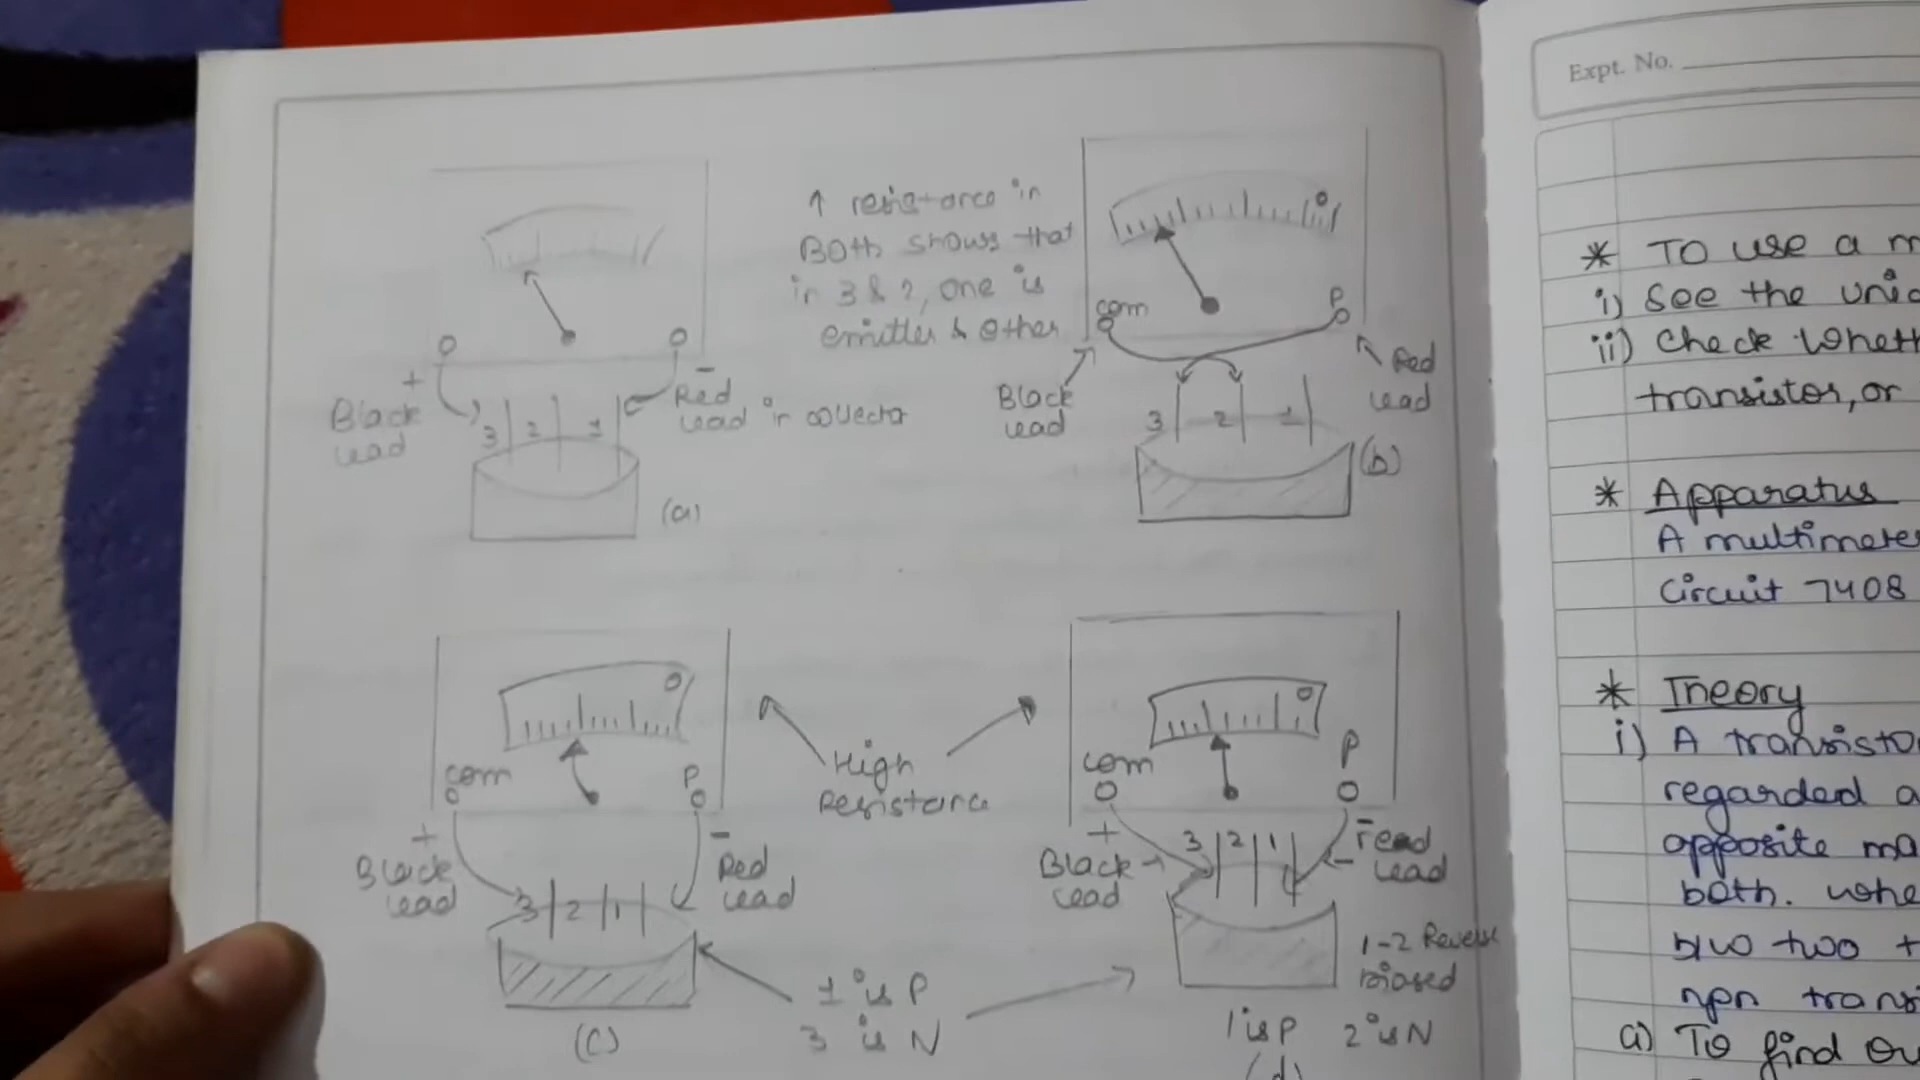 ↑ resistance in
Both shows that
in 3 & 2, one is
emitter & other
+
Black
lead
3 2 1
-
Red
lead in collector
(a)
com
P
Black
lead
Red
lead
3 2 1
(b)
com
P
+
Black
lead
-
Red
lead
3 2 1
(c)
High
Resistance
1 is P
3 is N
com
P
+
Black
lead
3 2 1
-
lead
1-2 Reverse
biased
1 is P 2 is N
(d)
Expt. No.
* To use a m
i) See the unid
ii) Check wheth
transistor, or
* Apparatus
A multimeter
Circuit 7408
* Theory
i) A transisto
regarded a
opposite ma
both. whe
b/w two t
npn trans
a) To find ou